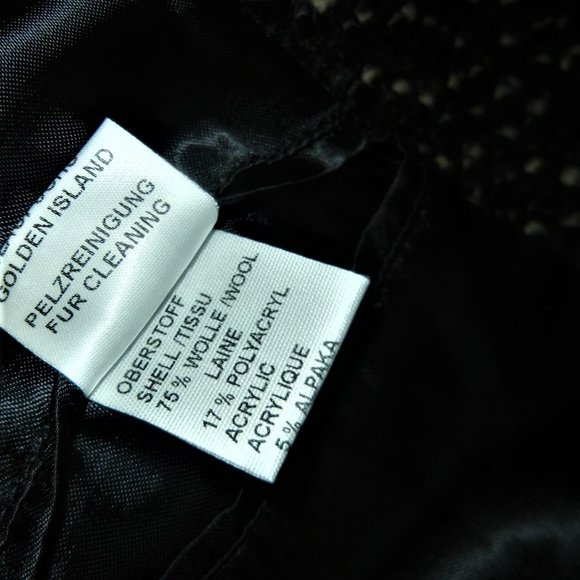 GOLDEN ISLAND
PELZREINIGUNG
FUR CLEANING
OBERSTOFF
SHELL /TISSU
75 % WOLLE /WOOL
LAINE
17 % POLYACRYL
ACRYLIC
ACRYLIQUE
5 % ALPAKA